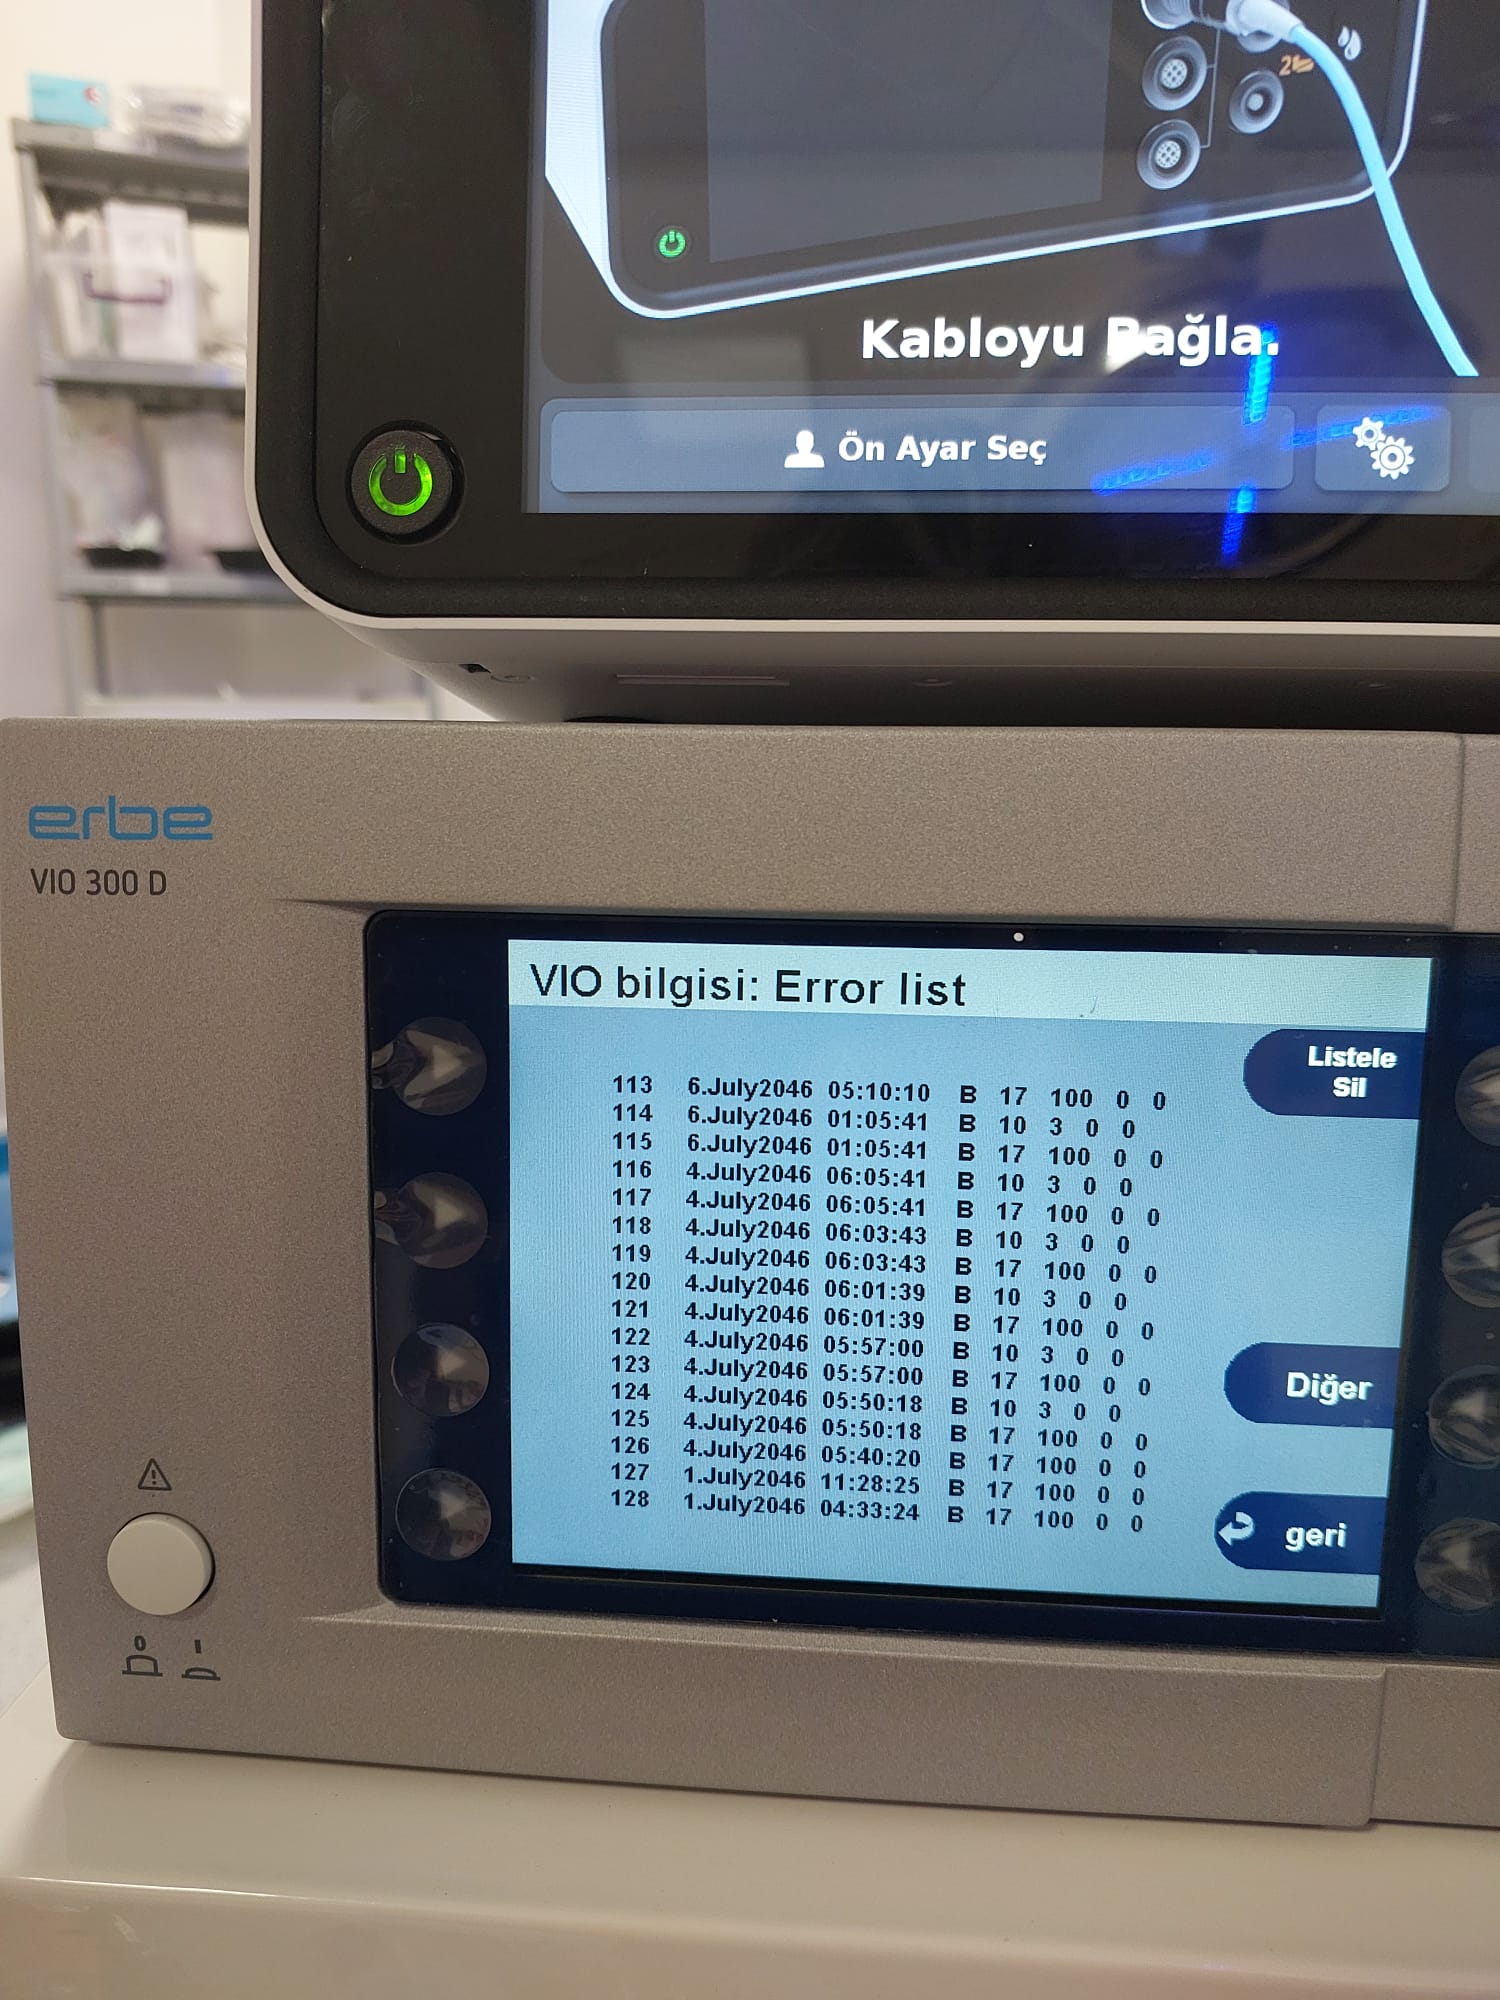 2
Kabloyu Bağla.
Ön Ayar Seç
erbe
VIO 300 D
VIO bilgisi: Error list
Listele
Sil
113 6.July2046 05:10:10 B 17 100 0 0
114 6.July2046 01:05:41 B 10 3 0 0
115 6.July2046 01:05:41 B 17 100 0 0
116 4.July2046 06:05:41 B 10 3 0 0
117 4.July2046 06:05:41 B 17 100 0 0
118 4.July2046 06:03:43 B 10 3 0 0
119 4.July2046 06:03:43 B 17 100 0 0
120 4.July2046 06:01:39 B 10 3 0 0
121 4.July2046 06:01:39 B 17 100 0 0
122 4.July2046 05:57:00 B 10 3 0 0
123 4.July2046 05:57:00 B 17 100 0 0
124 4.July2046 05:50:18 B 10 3 0 0
125 4.July2046 05:50:18 B 17 100 0 0
126 4.July2046 05:40:20 B 17 100 0 0
127 1.July2046 11:28:25 B 17 100 0 0
128 1.July2046 04:33:24 B 17 100 0 0
Diğer
geri